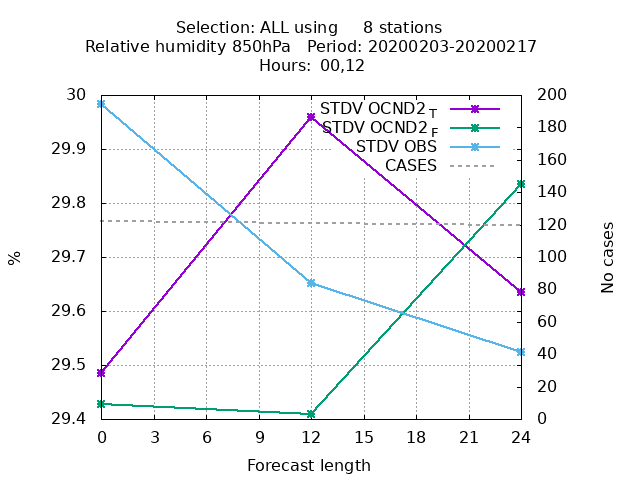 Selection: ALL using     8 stations
Relative humidity 850hPa   Period: 20200203-20200217
Hours:  00,12
STDV OCND2 T
STDV OCND2 F
STDV OBS
CASES
30
29.9
29.8
29.7
29.6
29.5
29.4
200
180
160
140
120
100
80
60
40
20
0
%
No cases
0 3 6 9 12 15 18 21 24
Forecast length